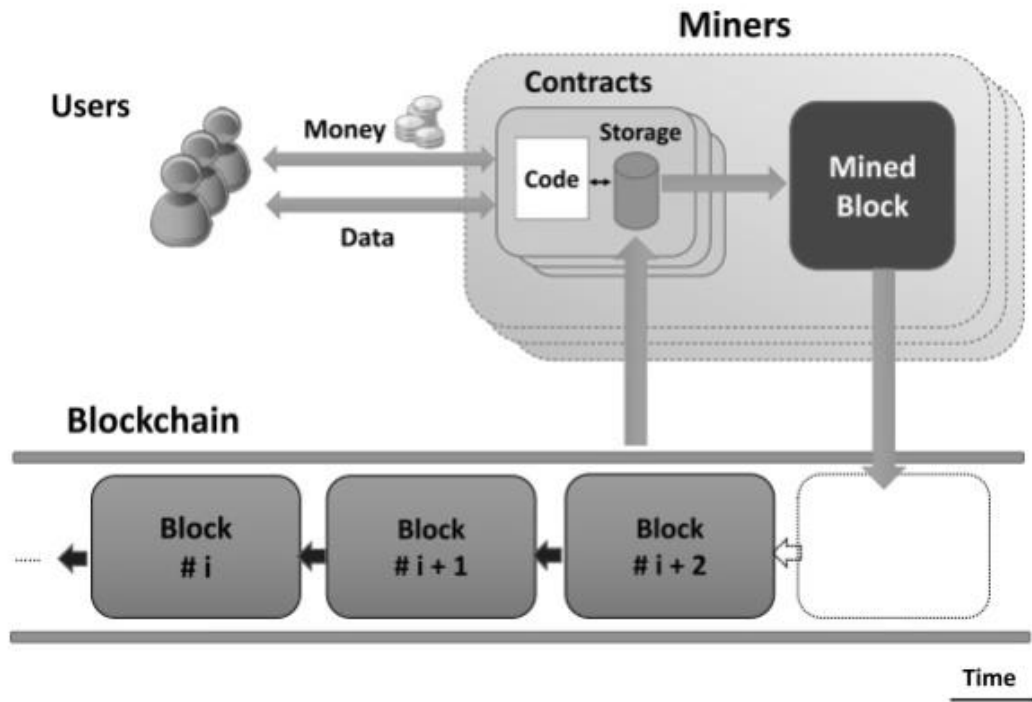 Miners
Contracts
Users
Money
Storage
Code
Mined
Block
Data
Blockchain
Block
# i
Block
# i + 1
Block
# i + 2
.....
Time